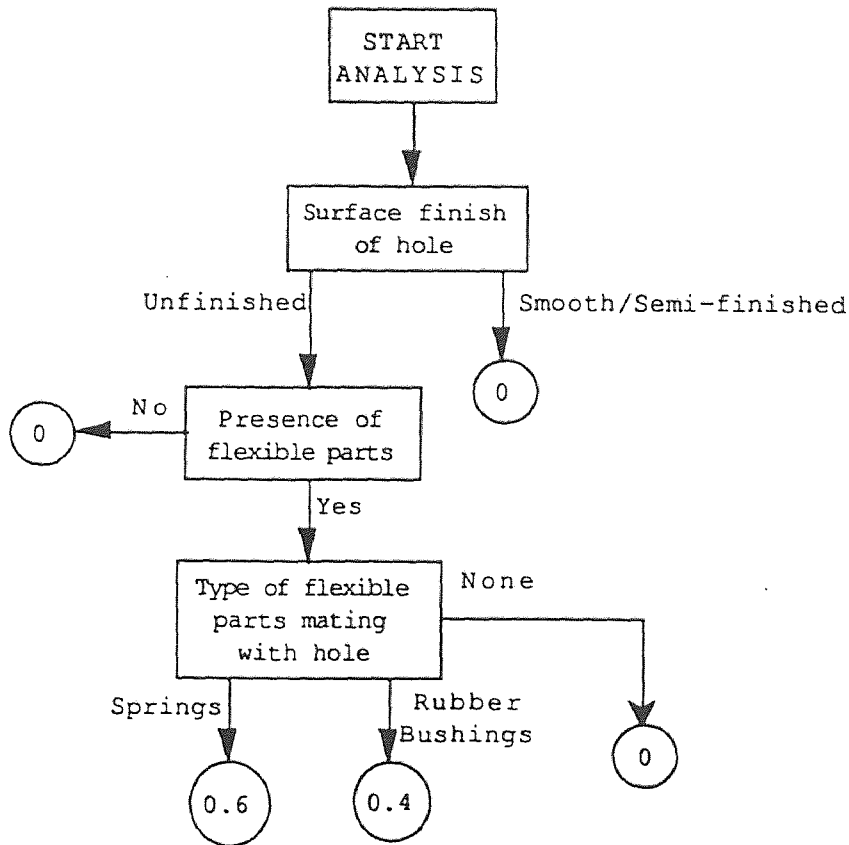 START
ANALYSIS
Surface finish
of hole
Unfinished
Smooth/Semi-finished
0
No
0
Presence of
flexible parts
Yes
Type of flexible
parts mating
with hole
None
Springs
Rubber
Bushings
0
0.6
0.4